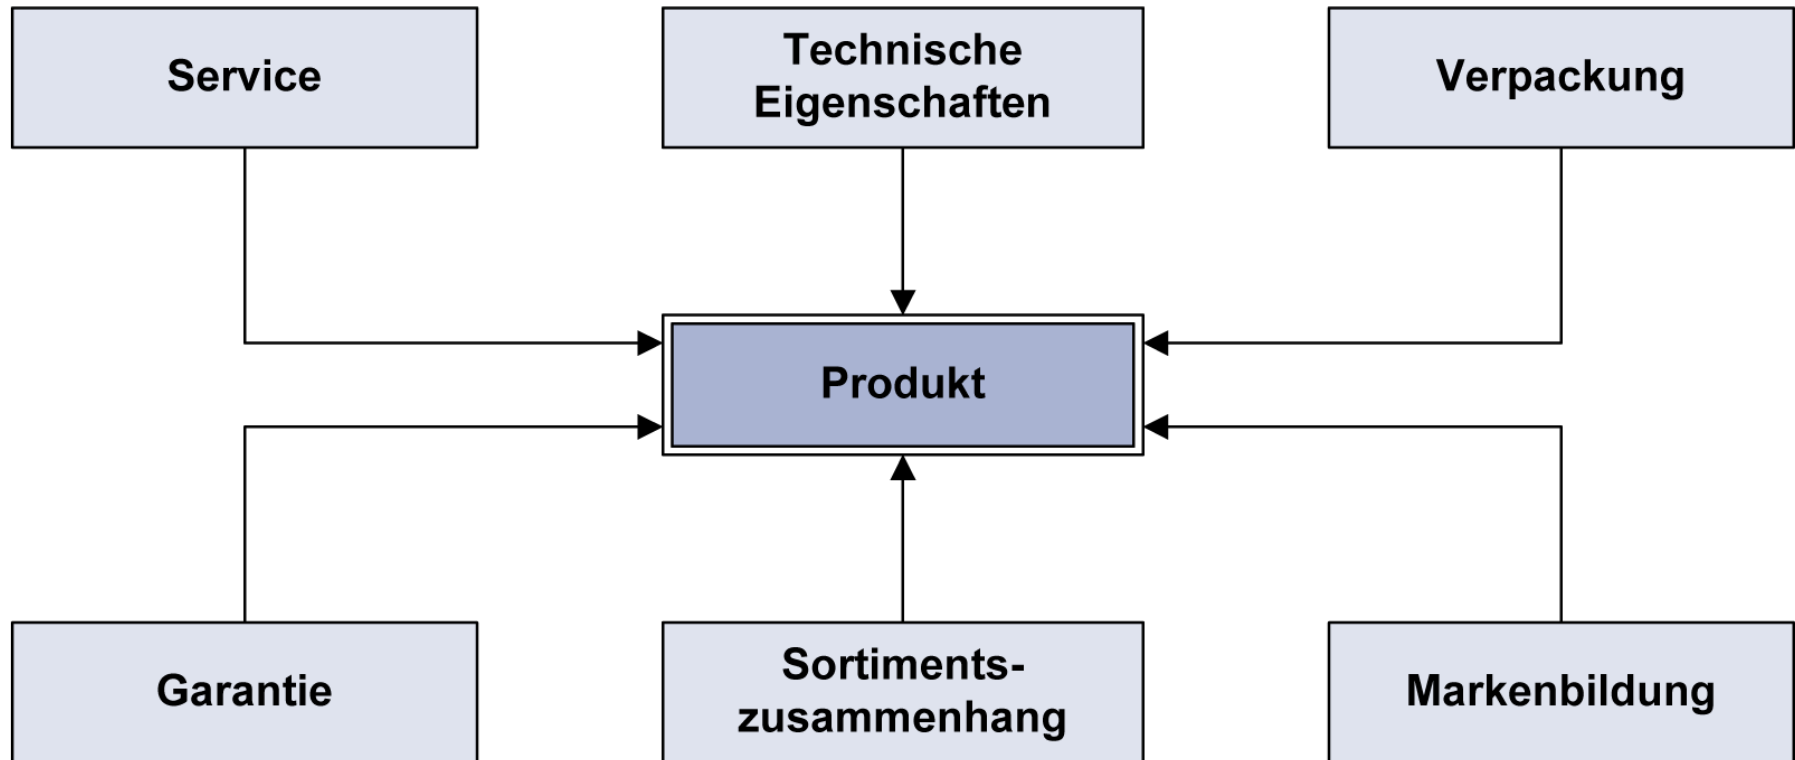 Service
Technische
Eigenschaften
Verpackung
Produkt
Garantie
Sortiments-
zusammenhang
Markenbildung